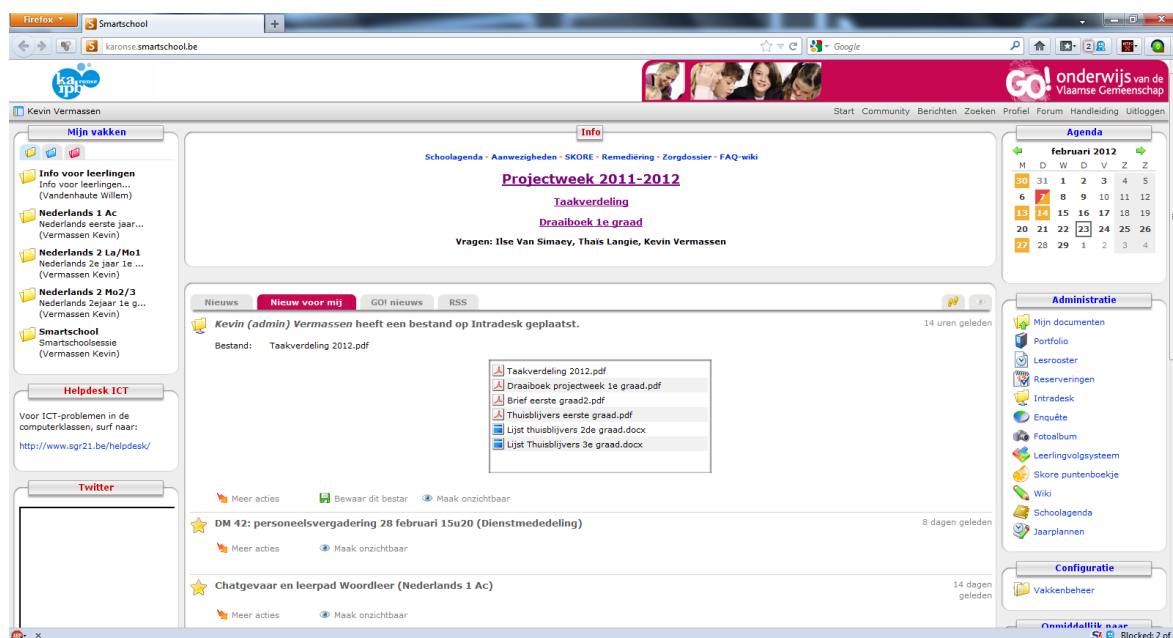 Firefox
Smartschool
karonse.smartschool.be
Google
2
ka ronse
ipb
GO! onderwijs van de
Vlaamse Gemeenschap
Kevin Vermassen
Start Community Berichten Zoeken Profiel Forum Handleiding Uitloggen
Mijn vakken
Info voor leerlingen
Info voor leerlingen...
(Vandenhaute Willem)
Nederlands 1 Ac
Nederlands eerste jaar...
(Vermassen Kevin)
Nederlands 2 La/Mo1
Nederlands 2e jaar 1e ...
(Vermassen Kevin)
Nederlands 2 Mo2/3
Nederlands 2ejaar 1e g...
(Vermassen Kevin)
Smartschool
Smartschoolsessie
(Vermassen Kevin)
Helpdesk ICT
Voor ICT-problemen in de
computerklassen, surf naar:
http://www.sgr21.be/helpdesk/
Twitter
Info
Schoolagenda - Aanwezigheden - SKORE - Remediëring - Zorgdossier - FAQ-wiki
Projectweek 2011-2012
Taakverdeling
Draaiboek 1e graad
Vragen: Ilse Van Simaey, Thaïs Langie, Kevin Vermassen
Nieuws Nieuw voor mij GO! nieuws RSS
Kevin (admin) Vermassen heeft een bestand op Intradesk geplaatst. 14 uren geleden
Bestand: Taakverdeling 2012.pdf
Taakverdeling 2012.pdf
Draaiboek projectweek 1e graad.pdf
Brief eerste graad2.pdf
Thuisblijvers eerste graad.pdf
Lijst thuisblijvers 2de graad.docx
Lijst Thuisblijvers 3e graad.docx
Meer acties Bewaar dit bestar Maak onzichtbaar
DM 42: personeelsvergadering 28 februari 15u20 (Dienstmededeling) 8 dagen geleden
Meer acties Maak onzichtbaar
Chatgevaar en leerpad Woordleer (Nederlands 1 Ac) 14 dagen
geleden
Meer acties Maak onzichtbaar
Agenda
februari 2012
M D W D V Z Z
30 31 1 2 3 4 5
6 7 8 9 10 11 12
13 14 15 16 17 18 19
20 21 22 23 24 25 26
27 28 29 1 2 3 4
Administratie
Mijn documenten
Portfolio
Lesrooster
Reserveringen
Intradesk
Enquête
Fotoalbum
Leerlingvolgsysteem
Skore puntenboekje
Wiki
Schoolagenda
Jaarplannen
Configuratie
Vakkenbeheer
Onmiddellijk naar
Blocked: 2 of